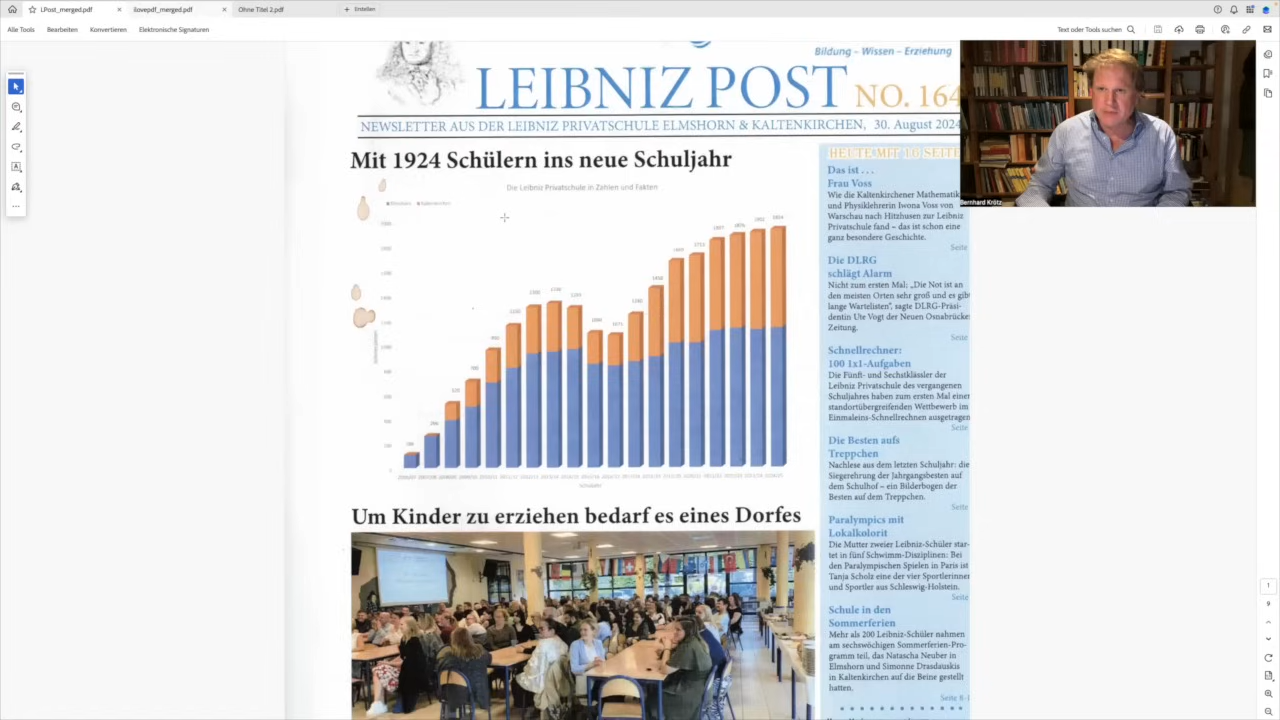 LPost_merged.pdf
ilovepdf_merged.pdf
Ohne Titel 2.pdf
Erstellen
Alle Tools
Bearbeiten
Konvertieren
Elektronische Signaturen
Text oder Tools suchen
Bildung - Wissen - Erziehung
LEIBNIZ POST NO. 164
NEWSLETTER AUS DER LEIBNIZ PRIVATSCHULE ELMSHORN & KALTENKIRCHEN, 30. August 2024
Mit 1924 Schülern ins neue Schuljahr
Die Leibniz Privatschule in Zahlen und Fakten
Um Kinder zu erziehen bedarf es eines Dorfes
HEUTE MIT 16 SEITE
Das ist . . .
Frau Voss
Wie die Kaltenkirchener Mathematik
und Physiklehrerin Iwona Voss von
Warschau nach Hitzhusen zur Leibniz
Privatschule fand – das ist schon eine
ganz besondere Geschichte.
Seite
Die DLRG
schlägt Alarm
Nicht zum ersten Mal: „Die Not ist an
den meisten Orten sehr groß und es gibt
lange Wartelisten", sagte DLRG-Präsi-
dentin Ute Vogt der Neuen Osnabrücke
Zeitung.
Seite
Schnellrechner:
100 1x1-Aufgaben
Die Fünft- und Sechstklässler der
Leibniz Privatschule des vergangenen
Schuljahres haben zum ersten Mal einen
standortübergreifenden Wettbewerb im
Einmaleins-Schnellrechnen ausgetragen
Seite
Die Besten aufs
Treppchen
Nachlese aus dem letzten Schuljahr: die
Siegerehrung der Jahrgangsbesten auf
dem Schulhof – ein Bilderbogen der
Besten auf dem Treppchen.
Seite
Paralympics mit
Lokalkolorit
Die Mutter zweier Leibniz-Schüler star-
tet in fünf Schwimm-Disziplinen: Bei
den Paralympischen Spielen in Paris ist
Tanja Scholz eine der vier Sportlerinnen
und Sportler aus Schleswig-Holstein.
Seite
Schule in den
Sommerferien
Mehr als 200 Leibniz-Schüler nahmen
am sechswöchigen Sommerferien-Pro-
gramm teil, das Natascha Neuber in
Elmshorn und Simonne Drasdauskis
in Kaltenkirchen auf die Beine gestellt
hatten.
Seite 8-
Bernhard Krötz
1
9